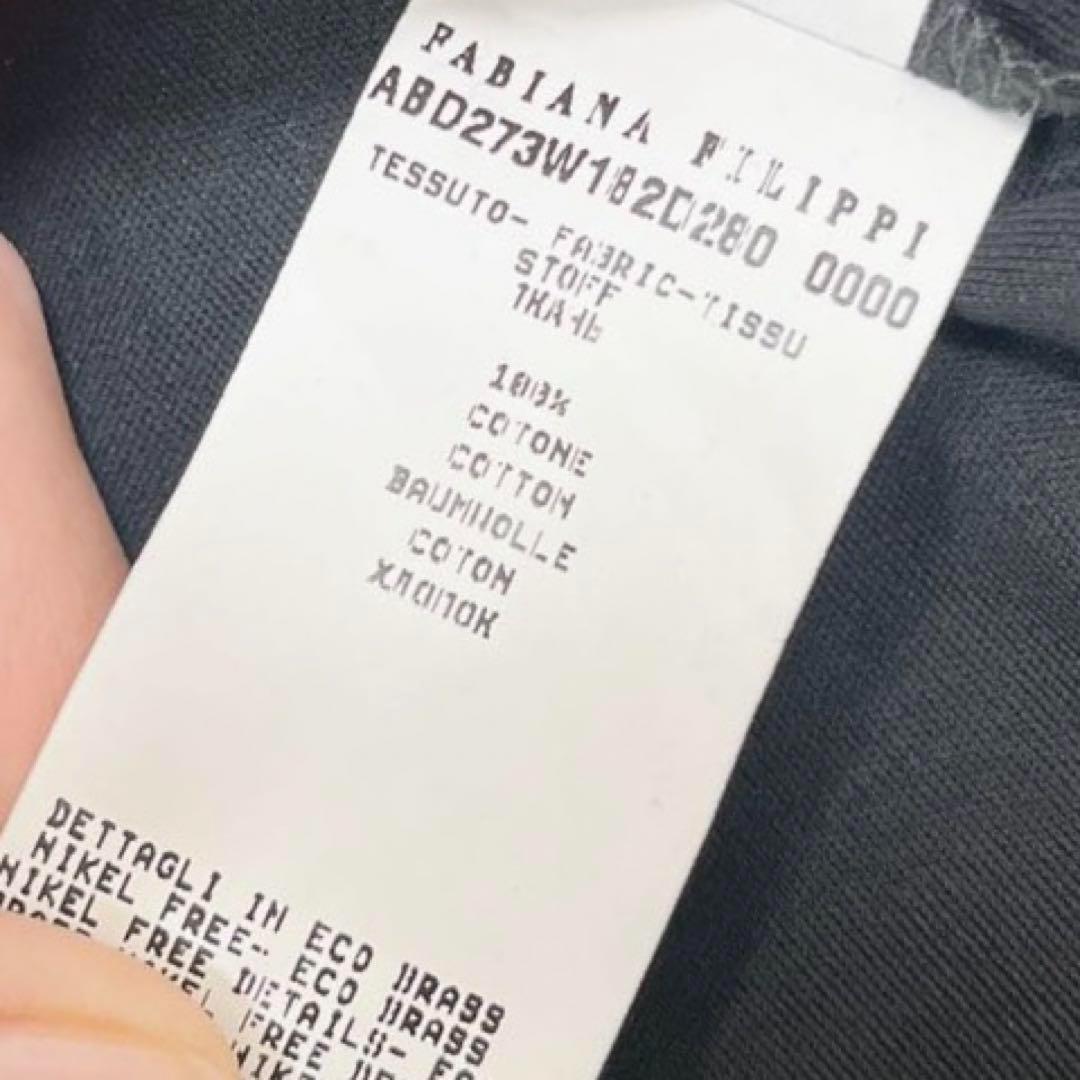 FABIANA FILIPPI
ABD273W182D280 0000
TESSUTO- FABRIC-TISSU
STOFF
ТКАНЬ
100%
COTONE
COTTON
BAUMWOLLE
COTON
ХЛОПОК
DETTAGLI IN ECO BRASS
NIKEL FREE- ECO BRASS
NIKEL FREE DETAILS-
FREE